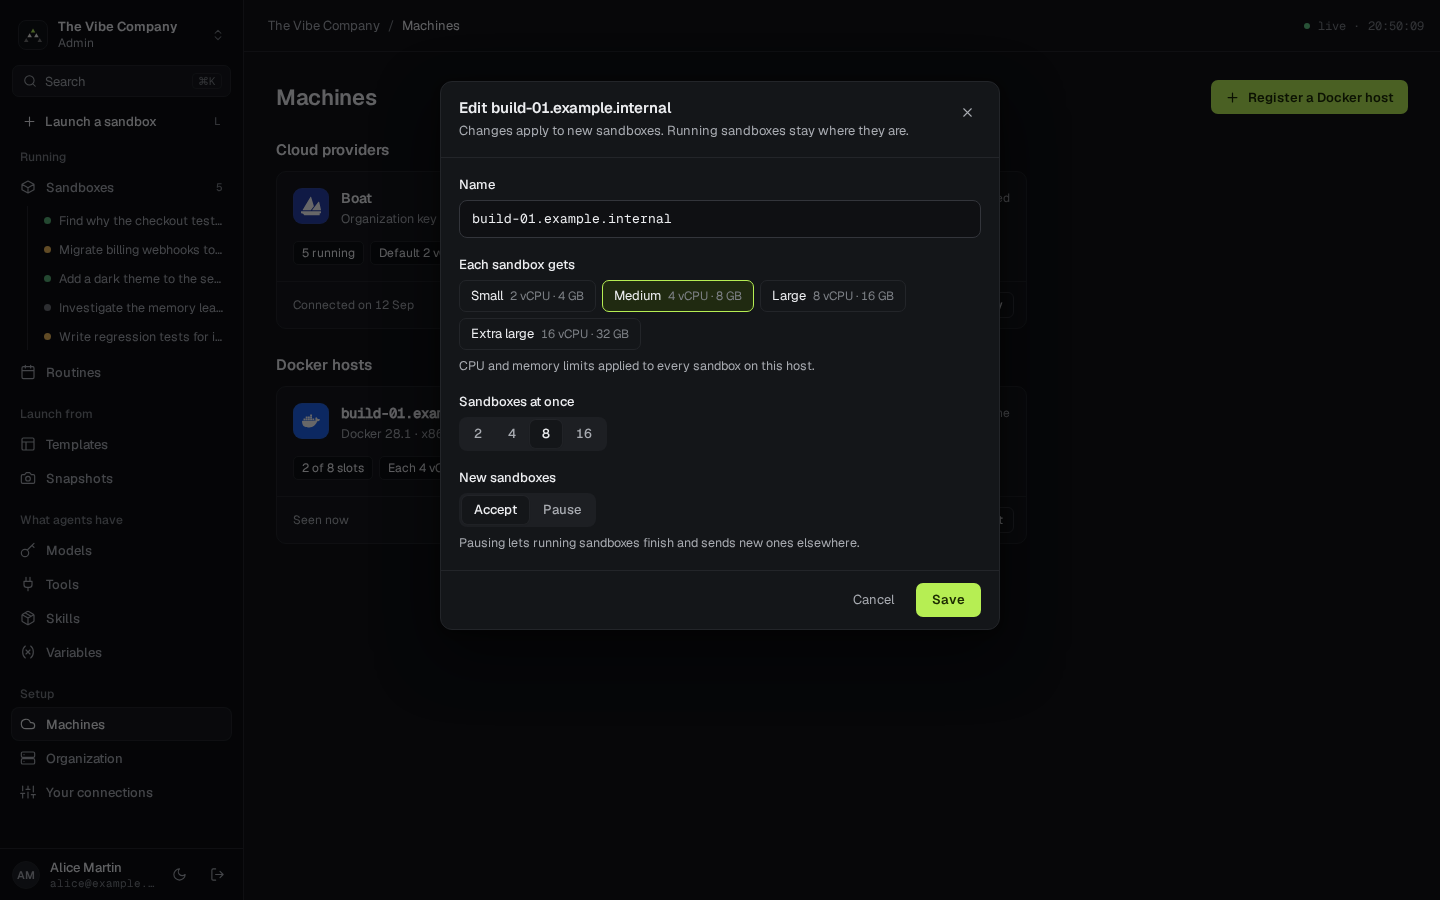 The Vibe Company
Admin
Search ⌘K
Launch a sandbox L
Running
Sandboxes 5
Find why the checkout test…
Migrate billing webhooks to…
Add a dark theme to the se…
Investigate the memory lea…
Write regression tests for i…
Routines
Launch from
Templates
Snapshots
What agents have
Models
Tools
Skills
Variables
Setup
Machines
Organization
Your connections
AM
Alice Martin
alice@example.…
The Vibe Company / Machines
live · 20:50:09
Machines
Register a Docker host
Cloud providers
Boat
Organization key
5 running
Default 2 v
Connected on 12 Sep
Docker hosts
build-01.exam
Docker 28.1 · x86
2 of 8 slots
Each 4 vC
Seen now
Edit build-01.example.internal
Changes apply to new sandboxes. Running sandboxes stay where they are.
Name
build-01.example.internal
Each sandbox gets
Small 2 vCPU · 4 GB
Medium 4 vCPU · 8 GB
Large 8 vCPU · 16 GB
Extra large 16 vCPU · 32 GB
CPU and memory limits applied to every sandbox on this host.
Sandboxes at once
2 4 8 16
New sandboxes
Accept Pause
Pausing lets running sandboxes finish and sends new ones elsewhere.
Cancel Save